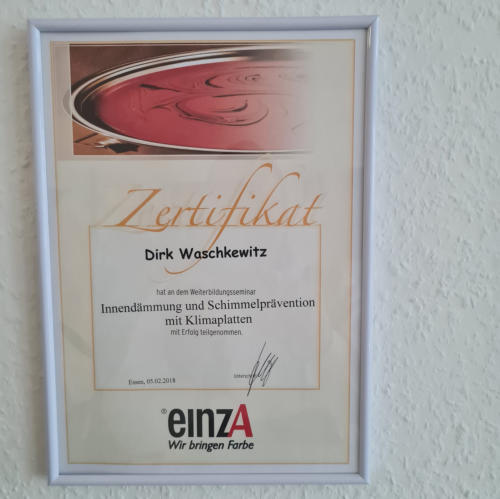 Zertifikat
Dirk Waschkewitz
hat an dem Weiterbildungsseminar
Innendämmung und Schimmelprävention
mit Klimaplatten
mit Erfolg teilgenommen.
Essen, 05.02.2018
®einzA
Wir bringen Farbe